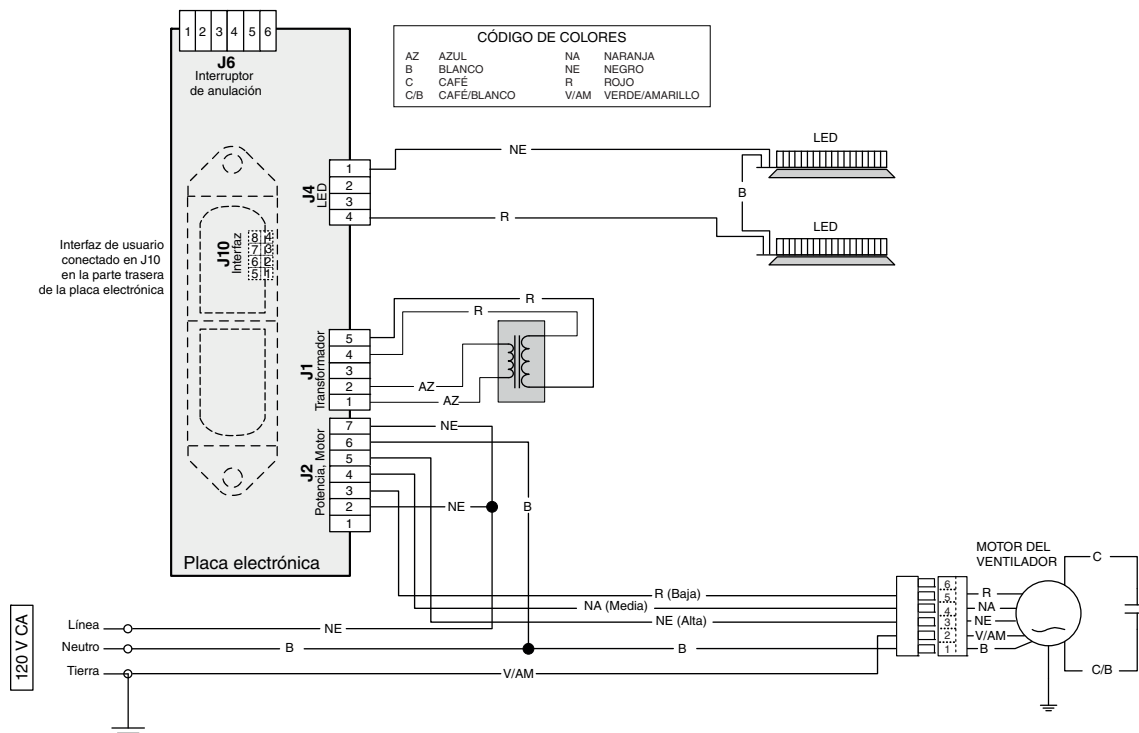 1 2 3 4 5 6
J6
Interruptor
de anulación
CÓDIGO DE COLORES
AZ AZUL NA NARANJA
B BLANCO NE NEGRO
C CAFÉ R ROJO
C/B CAFÉ/BLANCO V/AM VERDE/AMARILLO
LED
NE
1
2
3
4
J4
LED
B
R
LED
Interfaz de usuario
conectado en J10
en la parte trasera
de la placa electrónica
J10
Interfaz
8 4
7 3
6 2
5 1
R
R
5
4
3
2
1
J1
Transformador
AZ
AZ
7
6
5
4
3
2
1
J2
Potencia, Motor
NE
NE
B
Placa electrónica
MOTOR DEL
VENTILADOR
C
R (Baja)
NA (Media)
NE (Alta)
6
5
4
3
2
1
R
NA
NE
V/AM
B
C/B
120 V CA
Línea
NE
Neutro
B
B
Tierra
V/AM